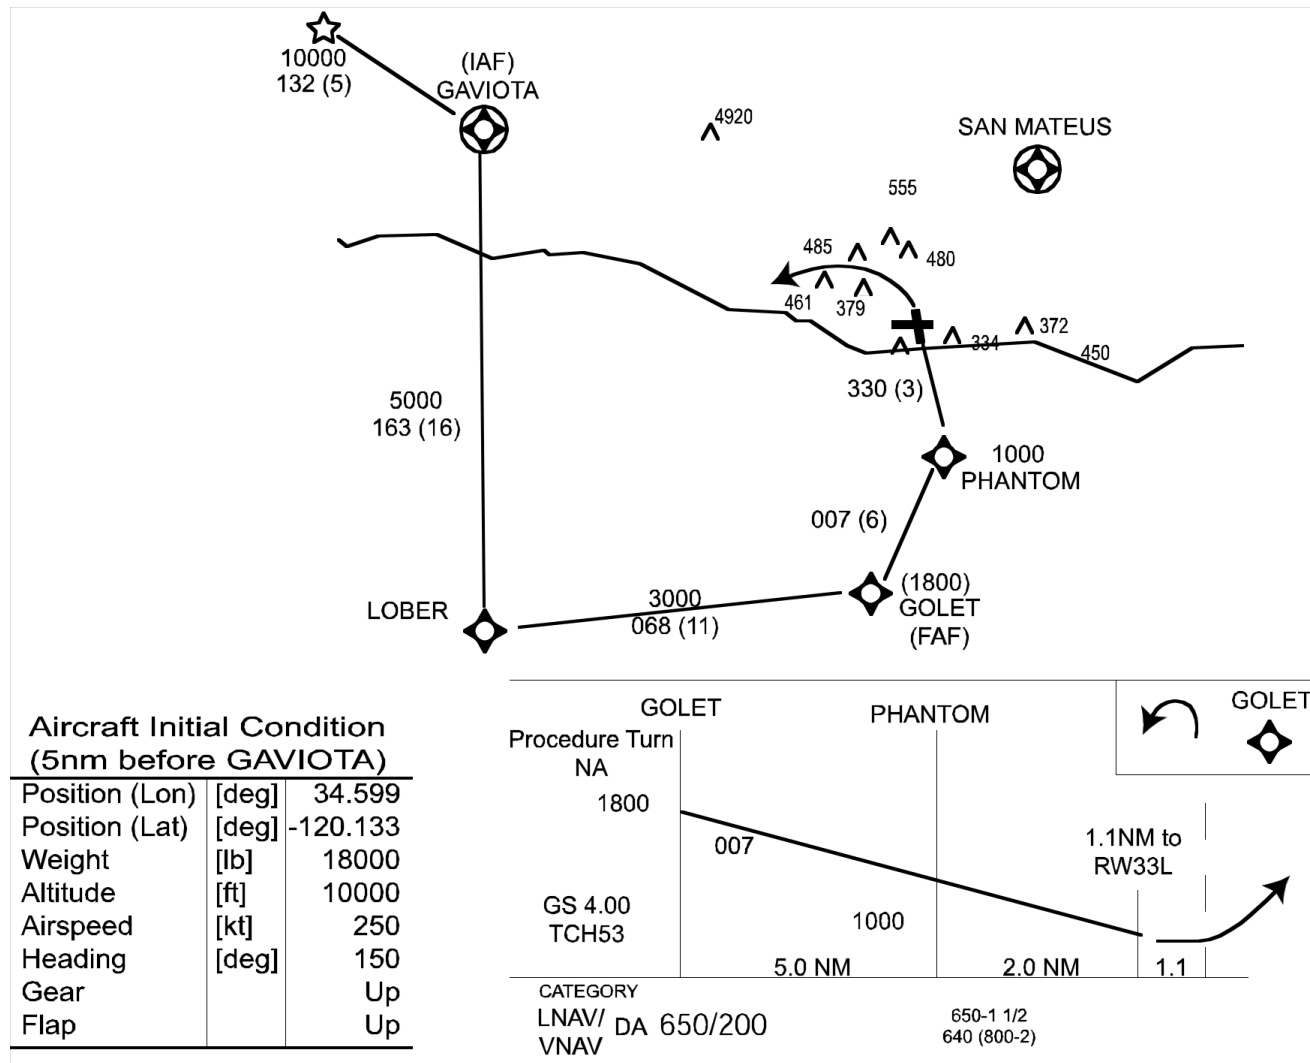 10000
132 (5)
(IAF)
GAVIOTA
4920
SAN MATEUS
555
485
480
461
379
334
372
450
330 (3)
5000
163 (16)
1000
PHANTOM
007 (6)
LOBER
3000
068 (11)
(1800)
GOLET
(FAF)
Aircraft Initial Condition
(5nm before GAVIOTA)
Position (Lon) [deg] 34.599
Position (Lat) [deg] -120.133
Weight [lb] 18000
Altitude [ft] 10000
Airspeed [kt] 250
Heading [deg] 150
Gear Up
Flap Up
GOLET
PHANTOM
GOLET
Procedure Turn
NA
1800
007
1.1NM to
RW33L
GS 4.00
TCH53
1000
5.0 NM
2.0 NM
1.1
CATEGORY
LNAV/
VNAV
DA 650/200
650-1 1/2
640 (800-2)